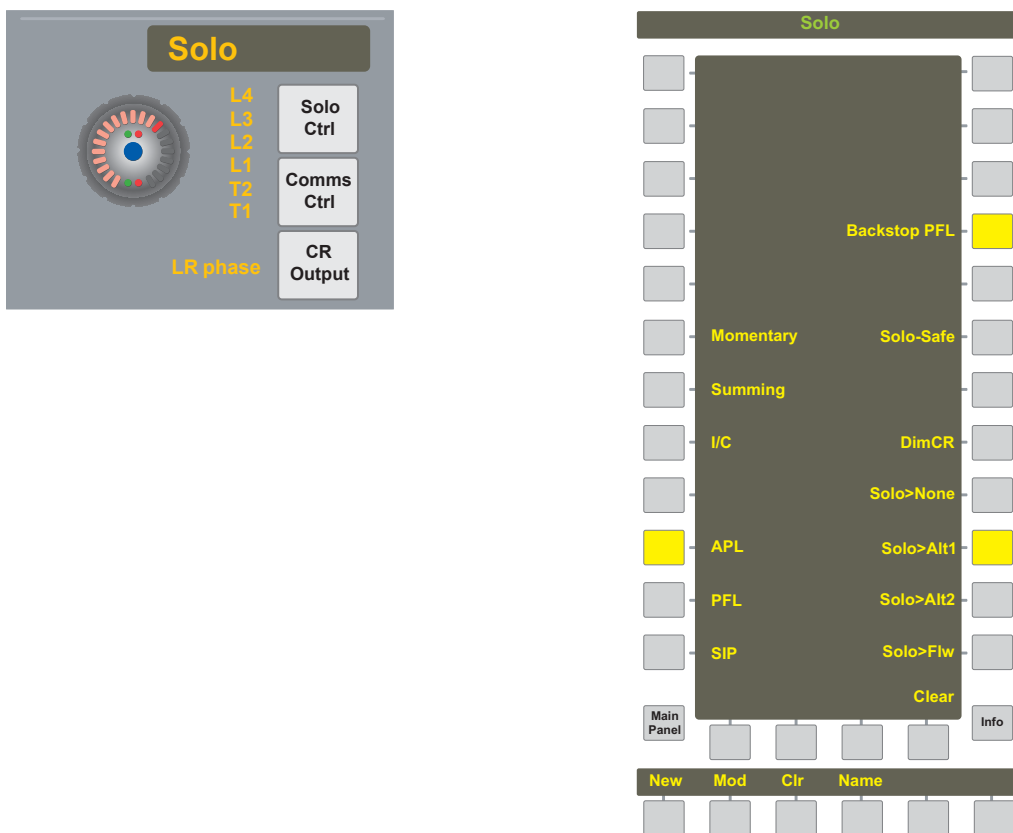 Solo
L4
L3
L2
L1
T2
T1
LR phase
Solo
Ctrl
Comms
Ctrl
CR
Output
Solo
Backstop PFL
Momentary
Solo-Safe
Summing
I/C
DimCR
Solo>None
APL
Solo>Alt1
PFL
Solo>Alt2
SIP
Solo>Flw
Clear
Main
Panel
Info
New Mod Clr Name